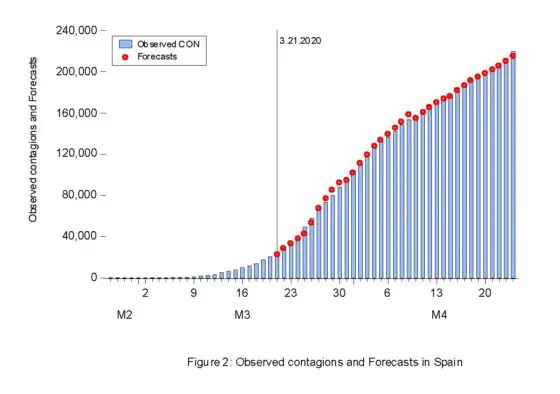 240,000
200,000
160,000
120,000
80,000
40,000
0
Observed contagions and Forecasts
Observed CON
Forecasts
3.21.2020
2 9 16 23 30 6 13 20
M2 M3 M4
Figure 2: Observed contagions and Forecasts in Spain